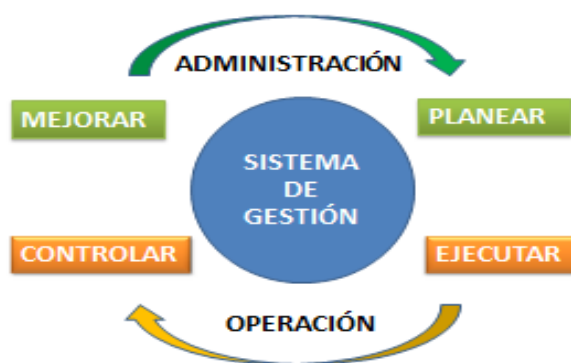 ADMINISTRACIÓN
MEJORAR
PLANEAR
SISTEMA
DE
GESTIÓN
CONTROLAR
EJECUTAR
OPERACIÓN